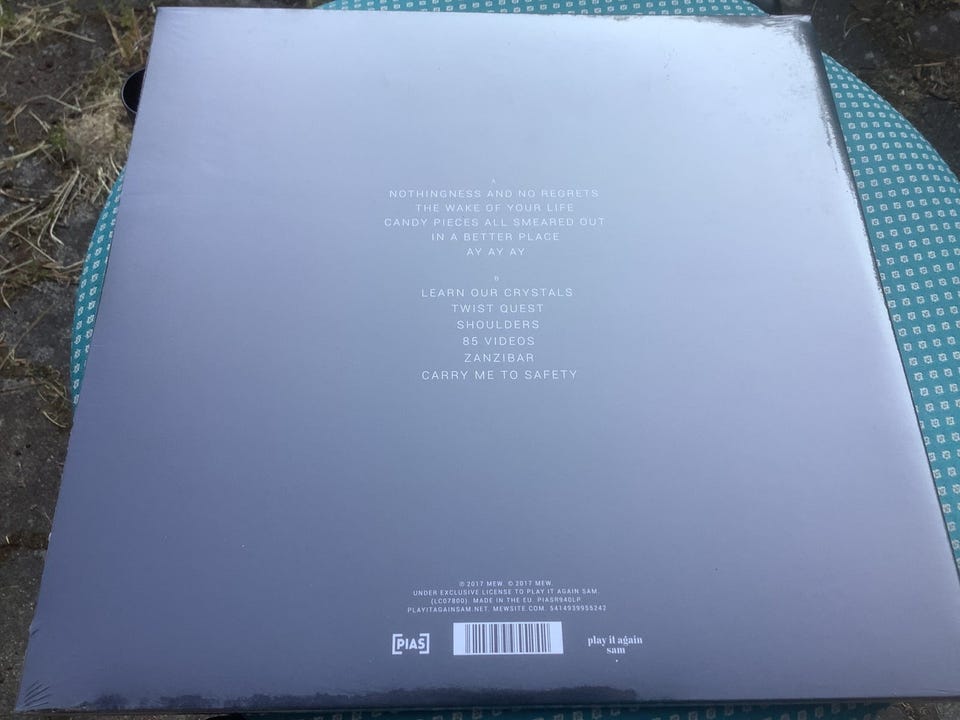 A
NOTHINGNESS AND NO REGRETS
THE WAKE OF YOUR LIFE
CANDY PIECES ALL SMEARED OUT
IN A BETTER PLACE
AY AY AY
B
LEARN OUR CRYSTALS
TWIST QUEST
SHOULDERS
85 VIDEOS
ZANZIBAR
CARRY ME TO SAFETY
℗ 2017 MEW. © 2017 MEW.
UNDER EXCLUSIVE LICENSE TO PLAY IT AGAIN SAM.
(LC07800). MADE IN THE EU. PIASR940LP
PLAYITAGAINSAM.NET. MEWSITE.COM. 5414939955242
[PIAS]
play it again
sam